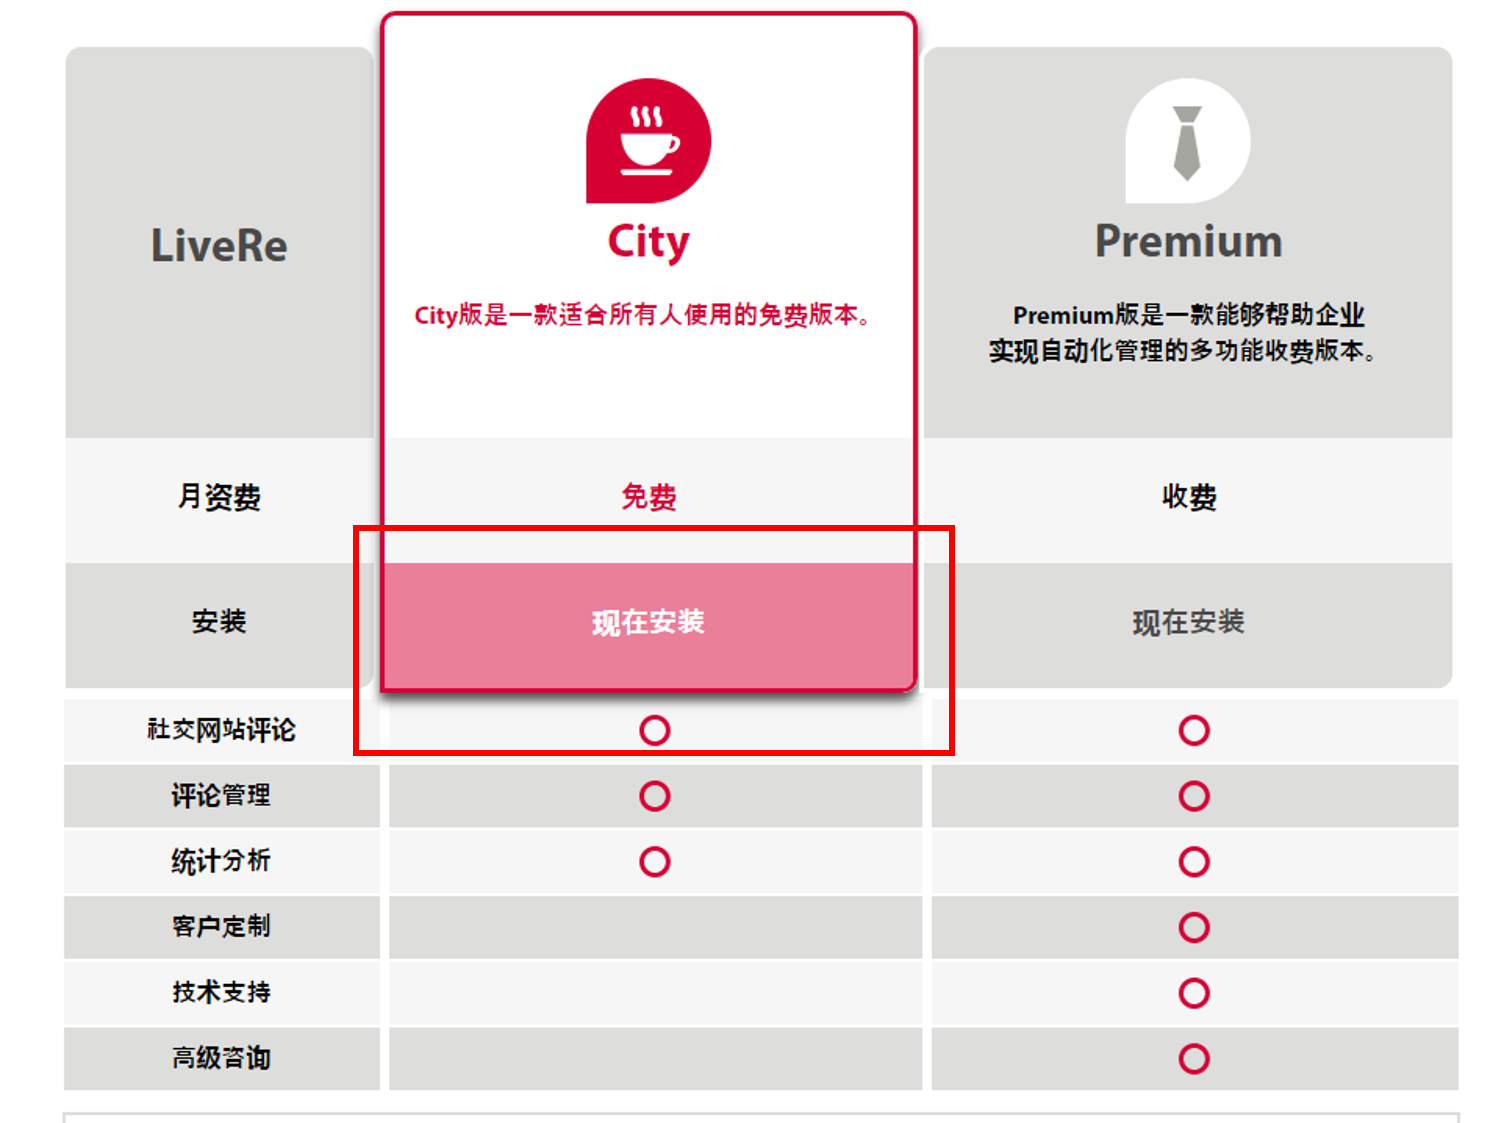 LiveRe
City
City版是一款适合所有人使用的免费版本。
Premium
Premium版是一款能够帮助企业
实现自动化管理的多功能收费版本。
月资费
免费
收费
安装
现在安装
现在安装
社交网站评论
评论管理
统计分析
客户定制
技术支持
高级咨询